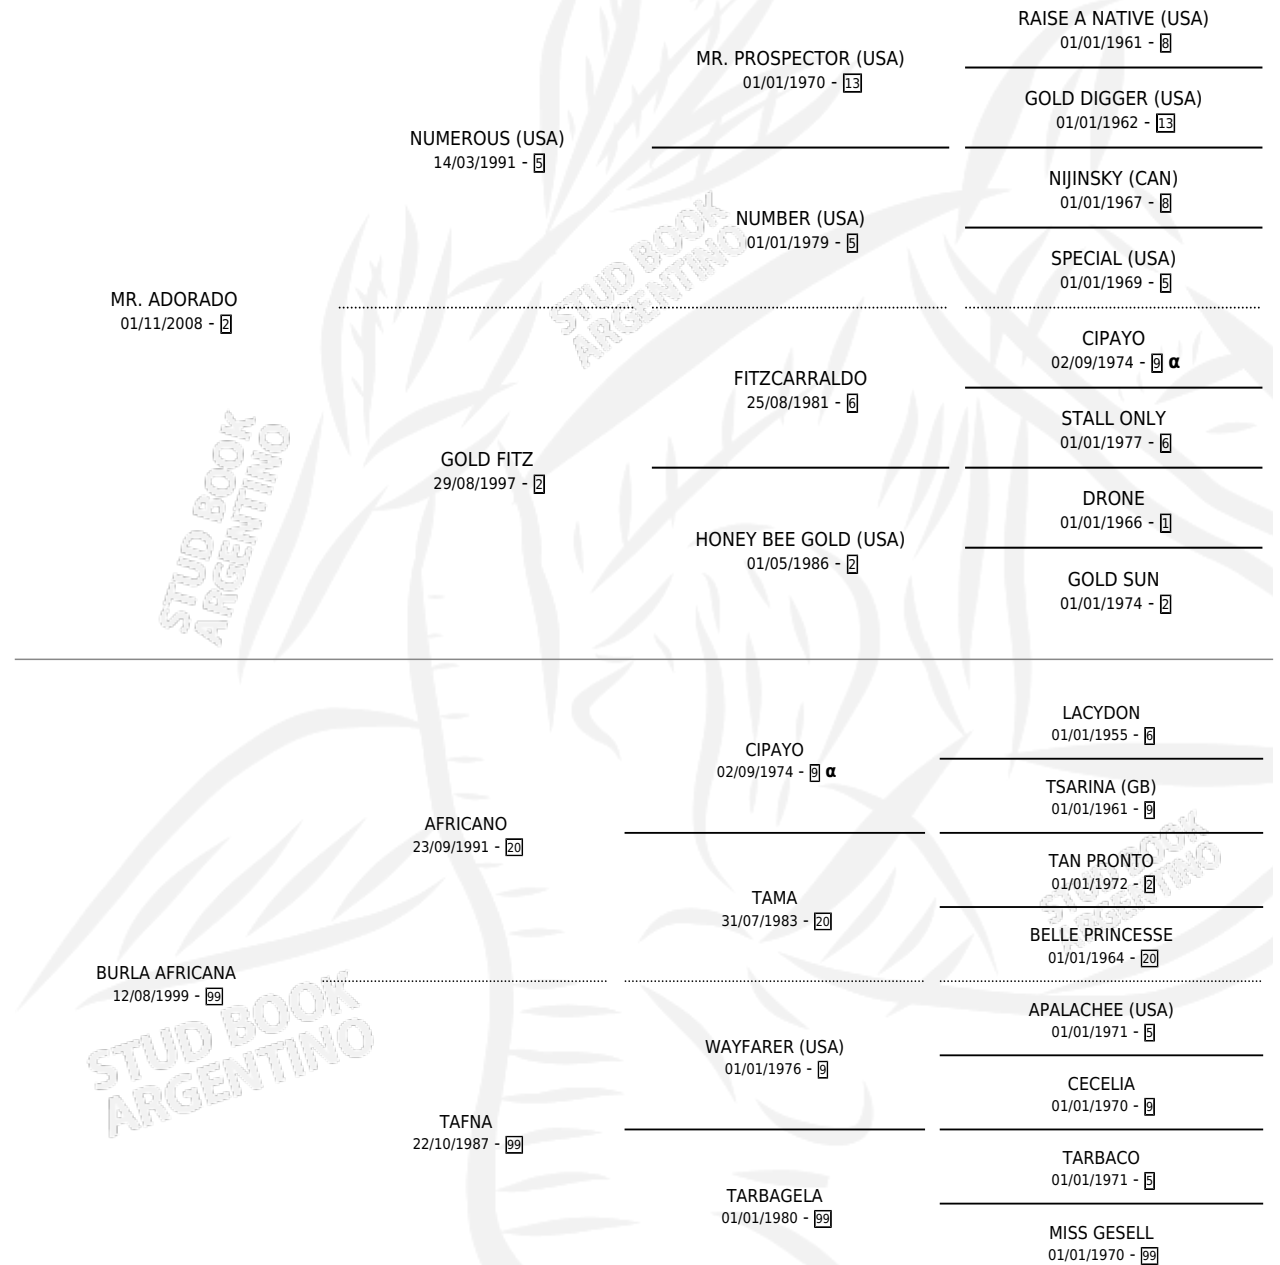 RAISE A NATIVE (USA)
01/01/1961 - 8
MR. PROSPECTOR (USA)
01/01/1970 - 13
GOLD DIGGER (USA)
01/01/1962 - 13
NUMEROUS (USA)
14/03/1991 - 5
NIJINSKY (CAN)
01/01/1967 - 8
NUMBER (USA)
01/01/1979 - 5
SPECIAL (USA)
01/01/1969 - 5
MR. ADORADO
01/11/2008 - 2
STUD BOOK
ARGENTINO
CIPAYO
02/09/1974 - 9 α
FITZCARRALDO
25/08/1981 - 6
STALL ONLY
01/01/1977 - 6
GOLD FITZ
29/08/1997 - 2
STUD BOOK
ARGENTINO
DRONE
01/01/1966 - 1
HONEY BEE GOLD (USA)
01/05/1986 - 2
GOLD SUN
01/01/1974 - 2
LACYDON
01/01/1955 - 6
CIPAYO
02/09/1974 - 9 α
TSARINA (GB)
01/01/1961 - 9
AFRICANO
23/09/1991 - 20
TAN PRONTO
01/01/1972 - 2
STUD BOOK
ARGENTINO
TAMA
31/07/1983 - 20
BELLE PRINCESSE
01/01/1964 - 20
BURLA AFRICANA
12/08/1999 - 99
STUD BOOK
ARGENTINO
APALACHEE (USA)
01/01/1971 - 5
WAYFARER (USA)
01/01/1976 - 9
CECELIA
01/01/1970 - 9
TAFNA
22/10/1987 - 99
TARBACO
01/01/1971 - 5
TARBAGELA
01/01/1980 - 99
MISS GESELL
01/01/1970 - 99